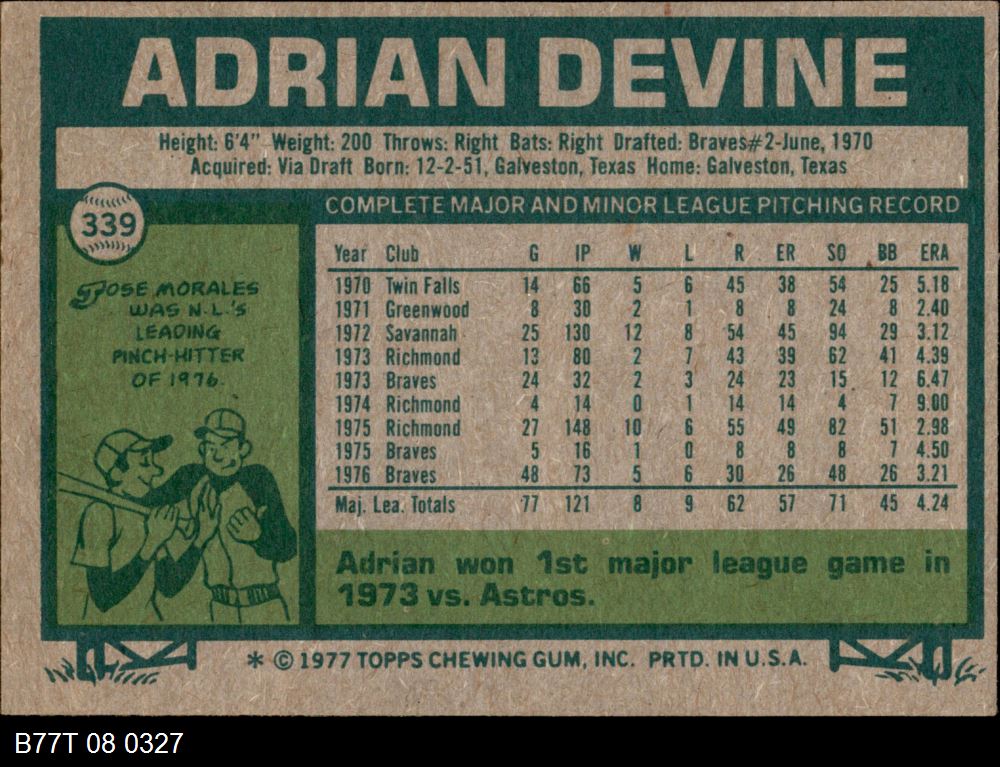 ADRIAN DEVINE
Height: 6'4" Weight: 200 Throws: Right Bats: Right Drafted: Braves#2-June, 1970
Acquired: Via Draft Born: 12-2-51, Galveston, Texas Home: Galveston, Texas
339
JOSE MORALES
WAS N.L.'S
LEADING
PINCH-HITTER
OF 1976.
COMPLETE MAJOR AND MINOR LEAGUE PITCHING RECORD
Year Club G IP W L R ER SO BB ERA
1970 Twin Falls 14 66 5 6 45 38 54 25 5.18
1971 Greenwood 8 30 2 1 8 8 24 8 2.40
1972 Savannah 25 130 12 8 54 45 94 29 3.12
1973 Richmond 13 80 2 7 43 39 62 41 4.39
1973 Braves 24 32 2 3 24 23 15 12 6.47
1974 Richmond 4 14 0 1 14 14 4 7 9.00
1975 Richmond 27 148 10 6 55 49 82 51 2.98
1975 Braves 5 16 1 0 8 8 8 7 4.50
1976 Braves 48 73 5 6 30 26 48 26 3.21
Maj. Lea. Totals 77 121 8 9 62 57 71 45 4.24
Adrian won 1st major league game in
1973 vs. Astros.
* © 1977 TOPPS CHEWING GUM, INC. PRTD. IN U.S.A.
B77T 08 0327